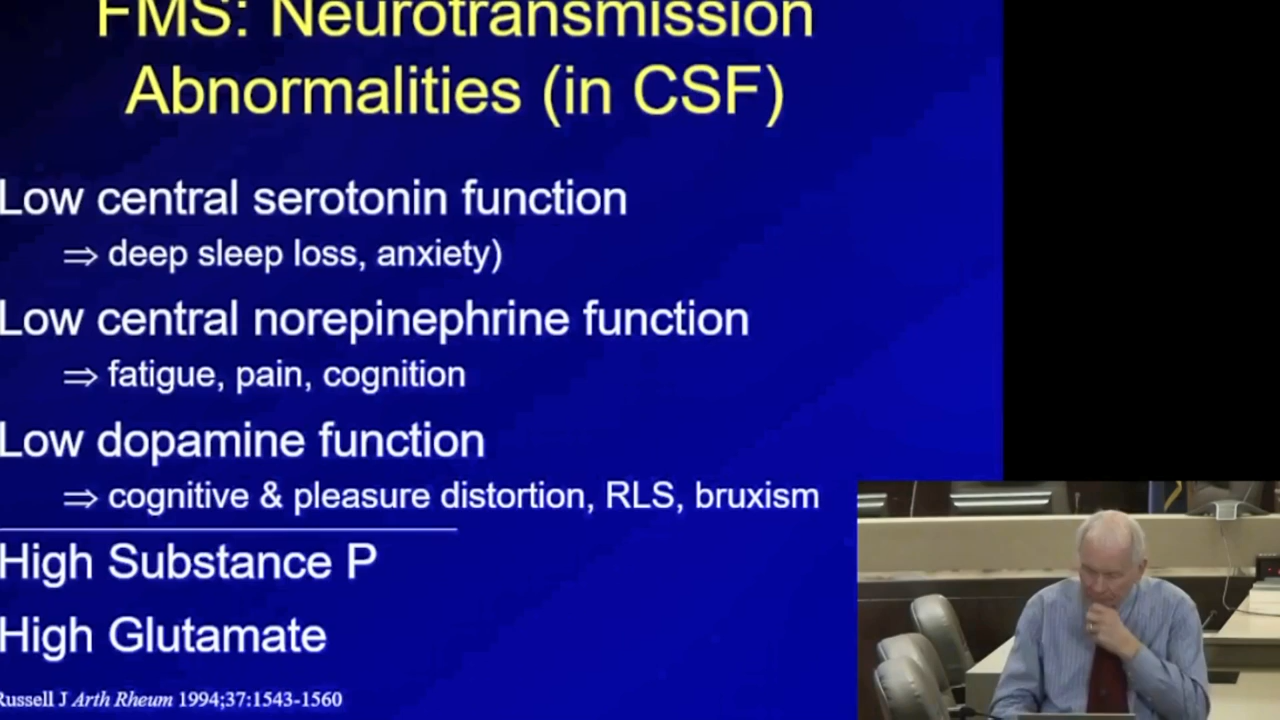 FMS: Neurotransmission
Abnormalities (in CSF)
Low central serotonin function
⇒ deep sleep loss, anxiety)
Low central norepinephrine function
⇒ fatigue, pain, cognition
Low dopamine function
⇒ cognitive & pleasure distortion, RLS, bruxism
High Substance P
High Glutamate
Russell J Arth Rheum 1994;37:1543-1560